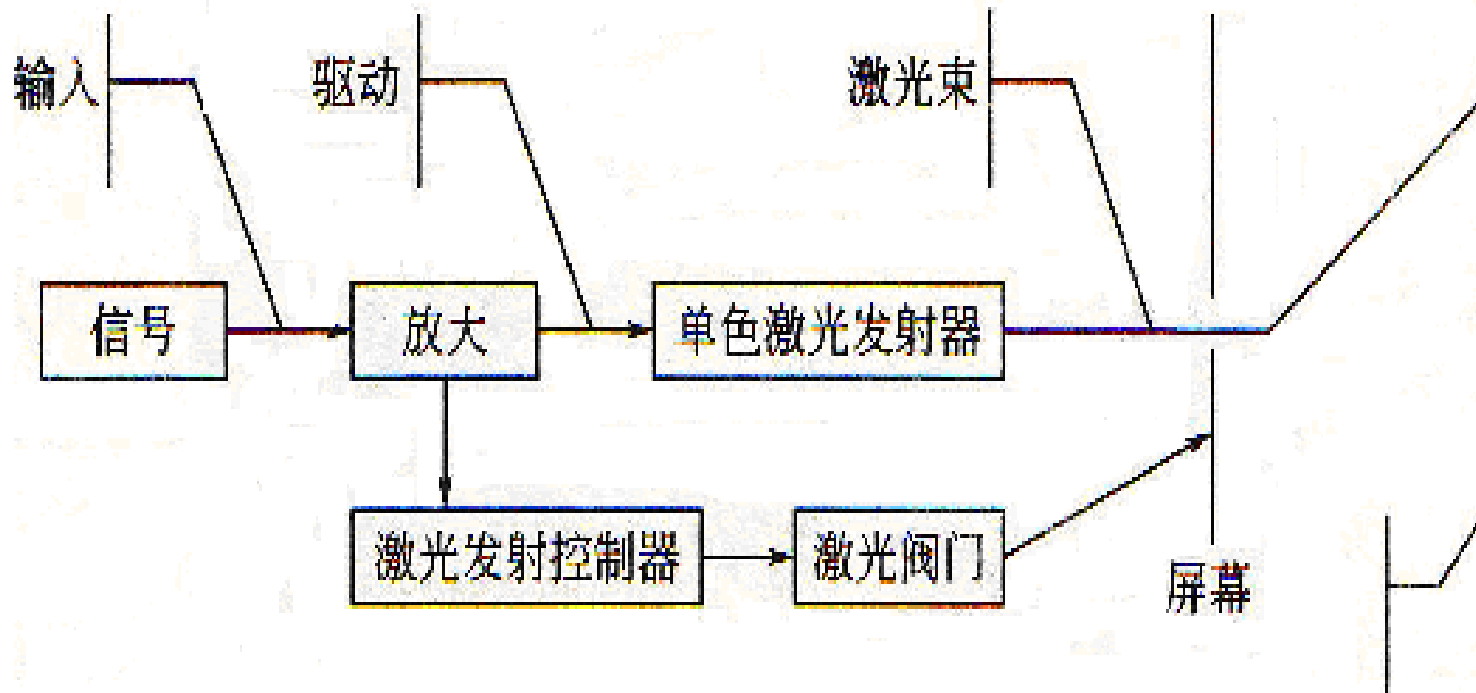 输入
驱动
激光束
信号
放大
单色激光发射器
激光发射控制器
激光阀门
屏幕